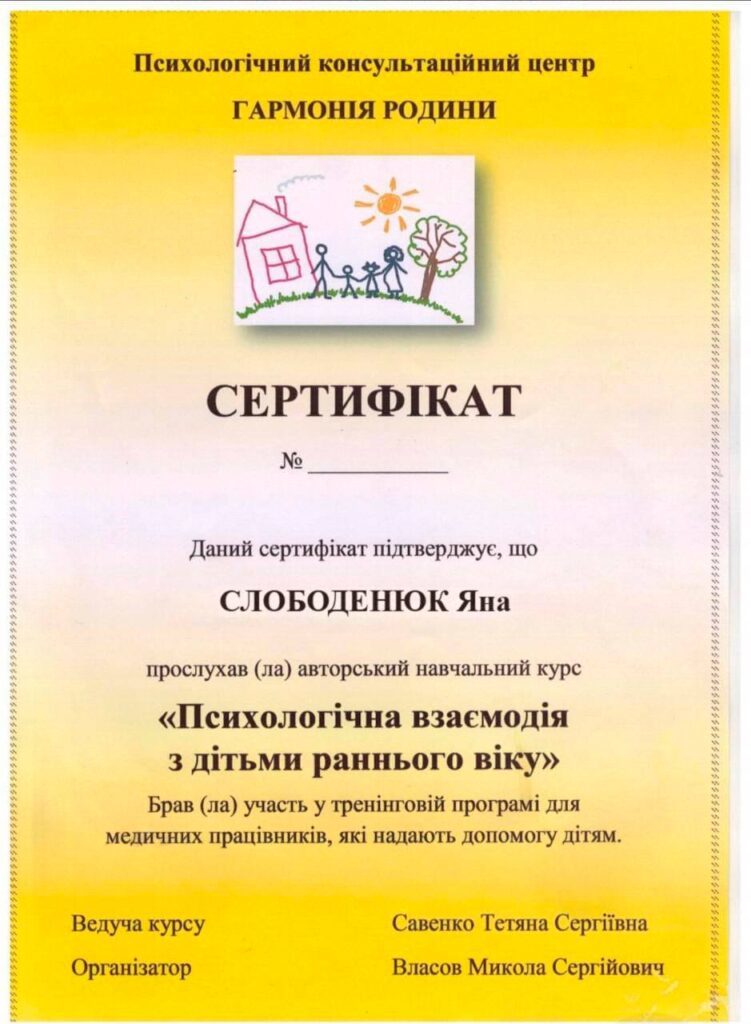 Психологічний консультаційний центр
ГАРМОНІЯ РОДИНИ
СЕРТИФІКАТ
№ ____________
Даний сертифікат підтверджує, що
СЛОБОДЕНЮК Яна
прослухав (ла) авторський навчальний курс
«Психологічна взаємодія
з дітьми раннього віку»
Брав (ла) участь у тренінговій програмі для
медичних працівників, які надають допомогу дітям.
Ведуча курсу Савенко Тетяна Сергіївна
Організатор Власов Микола Сергійович